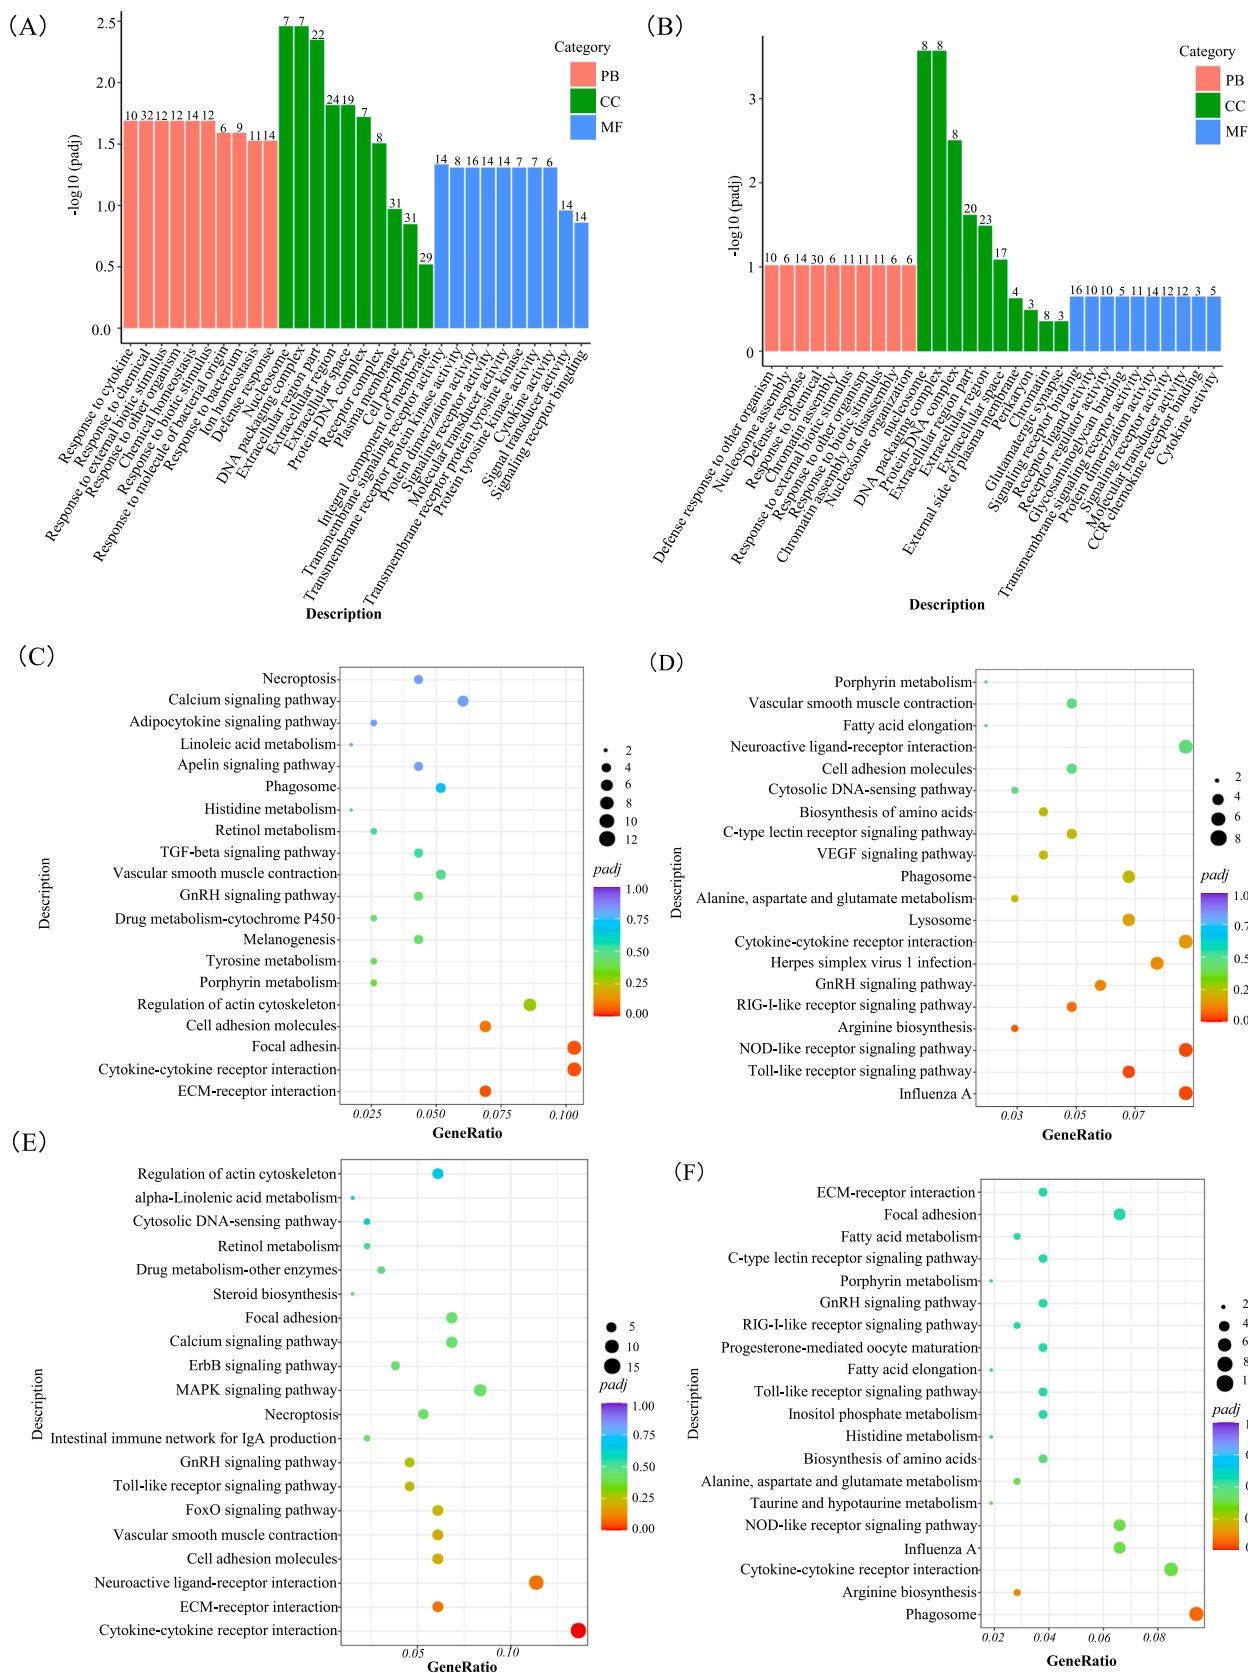 (A)
2.5
2.0
1.5
1.0
0.5
0.0
-log10 (padj)
10 32 12 12 14 12 6 9 11 14 7 7 22 24 19 7 8 31 31 29 14 8 16 14 14 7 7 6 14 14
Category
PB
CC
MF
Response to cytokine
Response to chemical
Response to external biotic stimulus
Response to other organism
Chemical homeostasis
Response to biotic stimulus
Response to molecule of bacterial origin
Response to bacterium
Ion homeostasis
Defense response
Nucleosome
DNA packaging complex
Extracellular region part
Extracellular region
Extracellular space
Protein-DNA complex
Receptor complex
Plasma membrane
Cell periphery
Integral component of membrane
Transmembrane signaling receptor activity
Transmembrane receptor protein kinase activity
Protein dimerization activity
Signaling receptor activity
Molecular transducer activity
Transmembrane receptor protein tyrosine kinase
Protein tyrosine kinase activity
Cytokine activity
Signal transducer activity
Signaling receptor bingding
Description
(B)
3
2
1
0
-log10 (padj)
10 6 14 30 6 11 11 11 6 6 8 8 8 20 23 17 4 3 8 3 16 10 10 5 11 14 12 12 3 5
Category
PB
CC
MF
Defense response to other organism
Nucleosome assembly
Defense response
Response to chemical
Chromatin assembly
Response to external biotic stimulus
Response to other organism
Response to biotic stimulus
Chromatin assembly or disassembly
Nucleosome organization
nucleosome
DNA packaging complex
Protein-DNA complex
Extracellular region part
Extracellular region
Extracellular space
External side of plasma membrane
Perikaryon
Chromatin
Glutamatergic synapse
Signaling receptor binding
Receptor ligand activity
Receptor regulator activity
Glycosaminoglycan binding
Transmembrane signaling receptor activity
Protein dimerization activity
Signaling receptor activity
Molecular transducer activity
CCR chemokine receptor binding
Cytokine activity
Description
(C)
Description
Necroptosis
Calcium signaling pathway
Adipocytokine signaling pathway
Linoleic acid metabolism
Apelin signaling pathway
Phagosome
Histidine metabolism
Retinol metabolism
TGF-beta signaling pathway
Vascular smooth muscle contraction
GnRH signaling pathway
Drug metabolism-cytochrome P450
Melanogenesis
Tyrosine metabolism
Porphyrin metabolism
Regulation of actin cytoskeleton
Cell adhesion molecules
Focal adhesin
Cytokine-cytokine receptor interaction
ECM-receptor interaction
0.025 0.050 0.075 0.100
GeneRatio
2
4
6
8
10
12
padj
1.00
0.75
0.50
0.25
0.00
(D)
Description
Porphyrin metabolism
Vascular smooth muscle contraction
Fatty acid elongation
Neuroactive ligand-receptor interaction
Cell adhesion molecules
Cytosolic DNA-sensing pathway
Biosynthesis of amino acids
C-type lectin receptor signaling pathway
VEGF signaling pathway
Phagosome
Alanine, aspartate and glutamate metabolism
Lysosome
Cytokine-cytokine receptor interaction
Herpes simplex virus 1 infection
GnRH signaling pathway
RIG-I-like receptor signaling pathway
Arginine biosynthesis
NOD-like receptor signaling pathway
Toll-like receptor signaling pathway
Influenza A
0.03 0.05 0.07
GeneRatio
2
4
6
8
padj
1.0
0.7
0.5
0.2
0.0
(E)
Description
Regulation of actin cytoskeleton
alpha-Linolenic acid metabolism
Cytosolic DNA-sensing pathway
Retinol metabolism
Drug metabolism-other enzymes
Steroid biosynthesis
Focal adhesion
Calcium signaling pathway
ErbB signaling pathway
MAPK signaling pathway
Necroptosis
Intestinal immune network for IgA production
GnRH signaling pathway
Toll-like receptor signaling pathway
FoxO signaling pathway
Vascular smooth muscle contraction
Cell adhesion molecules
Neuroactive ligand-receptor interaction
ECM-receptor interaction
Cytokine-cytokine receptor interaction
0.05 0.10
GeneRatio
5
10
15
padj
1.00
0.75
0.50
0.25
0.00
(F)
Description
ECM-receptor interaction
Focal adhesion
Fatty acid metabolism
C-type lectin receptor signaling pathway
Porphyrin metabolism
GnRH signaling pathway
RIG-I-like receptor signaling pathway
Progesterone-mediated oocyte maturation
Fatty acid elongation
Toll-like receptor signaling pathway
Inositol phosphate metabolism
Histidine metabolism
Biosynthesis of amino acids
Alanine, aspartate and glutamate metabolism
Taurine and hypotaurine metabolism
NOD-like receptor signaling pathway
Influenza A
Cytokine-cytokine receptor interaction
Arginine biosynthesis
Phagosome
0.02 0.04 0.06 0.08
GeneRatio
2
4
6
8
1
padj